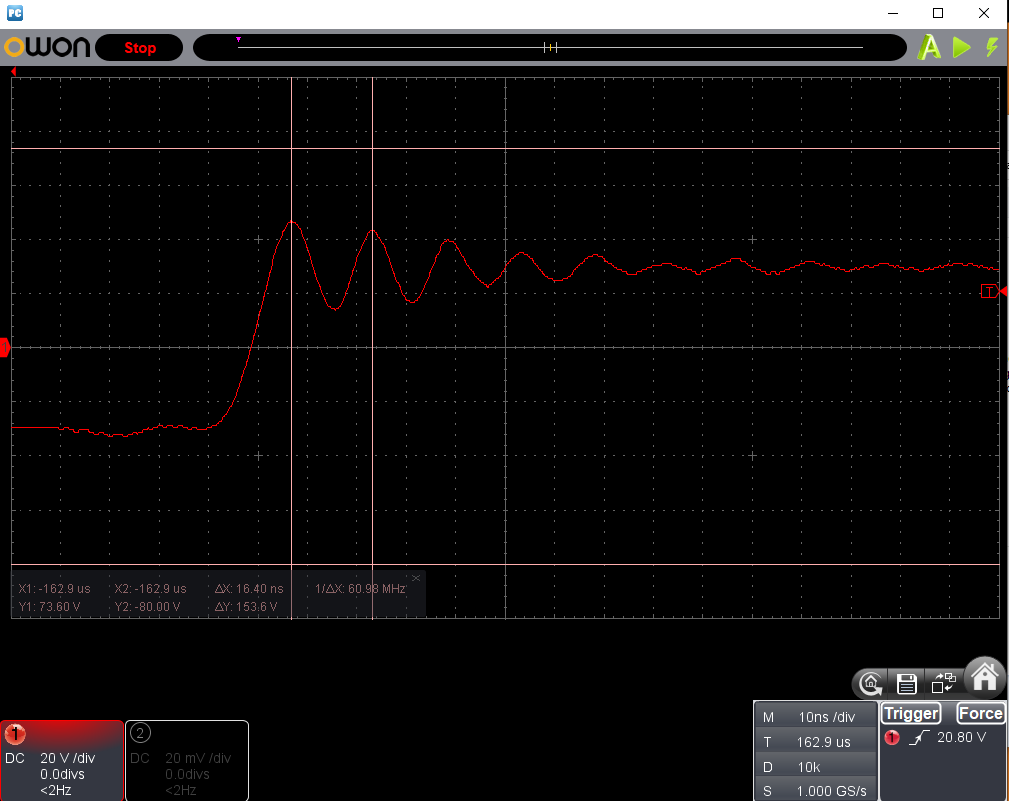 PC
owon Stop A
T
X1: -162.9 us X2: -162.9 us ΔX: 16.40 ns 1/ΔX: 60.98 MHz
Y1: 73.60 V Y2: -80.00 V ΔY: 153.6 V
1
DC 20 V /div
0.0divs
<2Hz
2
DC 20 mV /div
0.0divs
<2Hz
M 10ns /div
T 162.9 us
D 10k
S 1.000 GS/s
Trigger Force
1 20.80 V